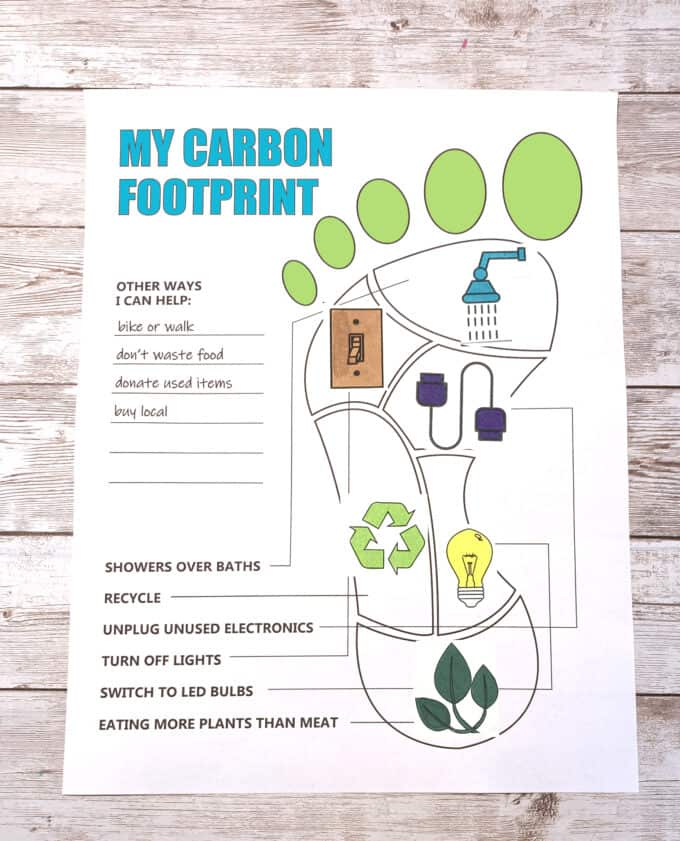 MY CARBON
FOOTPRINT
OTHER WAYS
I CAN HELP:
bike or walk
don't waste food
donate used items
buy local
SHOWERS OVER BATHS
RECYCLE
UNPLUG UNUSED ELECTRONICS
TURN OFF LIGHTS
SWITCH TO LED BULBS
EATING MORE PLANTS THAN MEAT